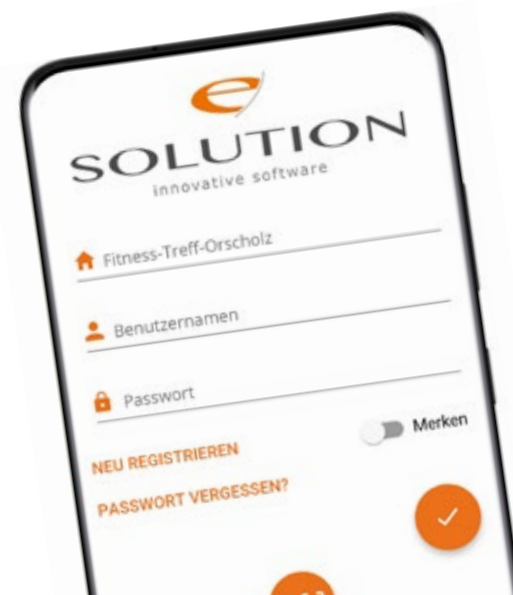 e
SOLUTION
innovative software
Fitness-Treff-Orscholz
Benutzernamen
Passwort
Merken
NEU REGISTRIEREN
PASSWORT VERGESSEN?